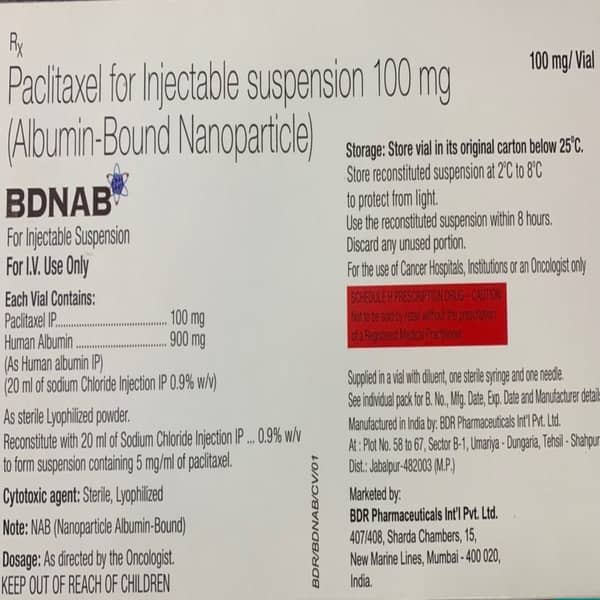 Rx
Paclitaxel for Injectable suspension 100 mg
(Albumin-Bound Nanoparticle)
BDNAB
For Injectable Suspension
For I.V. Use Only
Each Vial Contains:
Paclitaxel IP.................................. 100 mg
Human Albumin ........................... 900 mg
(As Human albumin IP)
(20 ml of sodium Chloride Injection IP 0.9% w/v)
As sterile Lyophilized powder.
Reconstitute with 20 ml of Sodium Chloride Injection IP ... 0.9% w/v
to form suspension containing 5 mg/ml of paclitaxel.
Cytotoxic agent: Sterile, Lyophilized
Note: NAB (Nanoparticle Albumin-Bound)
Dosage: As directed by the Oncologist.
KEEP OUT OF REACH OF CHILDREN
BDR/BDNAB/CV/01
100 mg/ Vial
Storage: Store vial in its original carton below 25°C.
Store reconstituted suspension at 2°C to 8°C
to protect from light.
Use the reconstituted suspension within 8 hours.
Discard any unused portion.
For the use of Cancer Hospitals, Institutions or an Oncologist only
SCHEDULE H PRESCRIPTION DRUG - CAUTION
Not to be sold by retail without the prescription
of a Registered Medical Practitioner.
Supplied in a vial with diluent, one sterile syringe and one needle.
See individual pack for B. No., Mfg. Date, Exp. Date and Manufacturer details
Manufactured in India by: BDR Pharmaceuticals Int'l Pvt. Ltd.
At : Plot No. 58 to 67, Sector B-1, Umariya - Dungaria, Tehsil - Shahpur
Dist.: Jabalpur-482003 (M.P.)
Marketed by:
BDR Pharmaceuticals Int'l Pvt. Ltd.
407/408, Sharda Chambers, 15,
New Marine Lines, Mumbai - 400 020,
India.